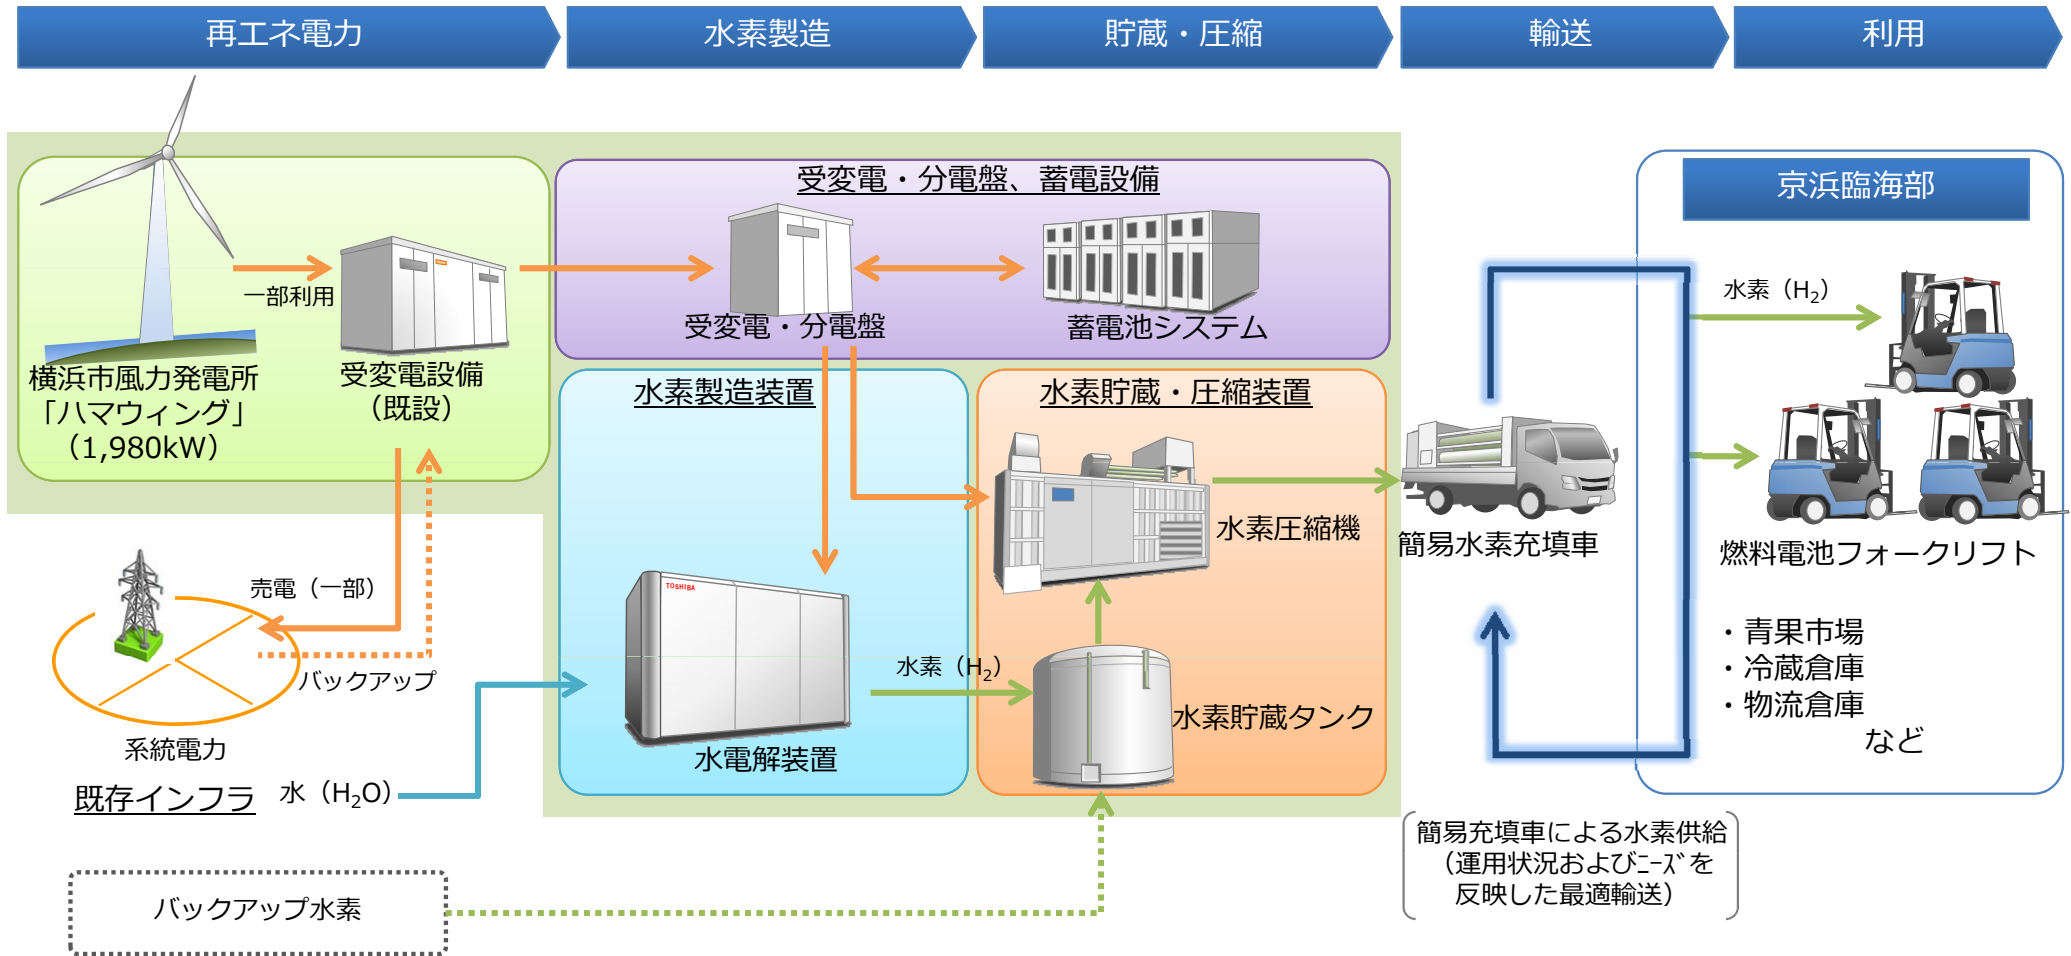 再エネ電力
水素製造
貯蔵・圧縮
輸送
利用
一部利用
横浜市風力発電所
「ハマウィング」
（1,980kW）
受変電設備
（既設）
受変電・分電盤、蓄電設備
受変電・分電盤
蓄電池システム
水素製造装置
TOSHIBA
水電解装置
水素（H₂）
水素貯蔵・圧縮装置
水素圧縮機
水素貯蔵タンク
簡易水素充填車
京浜臨海部
水素（H₂）
燃料電池フォークリフト
・青果市場
・冷蔵倉庫
・物流倉庫
など
売電（一部）
バックアップ
系統電力
既存インフラ
水（H₂O）
バックアップ水素
簡易充填車による水素供給
（運用状況およびﾆｰｽﾞを
反映した最適輸送）